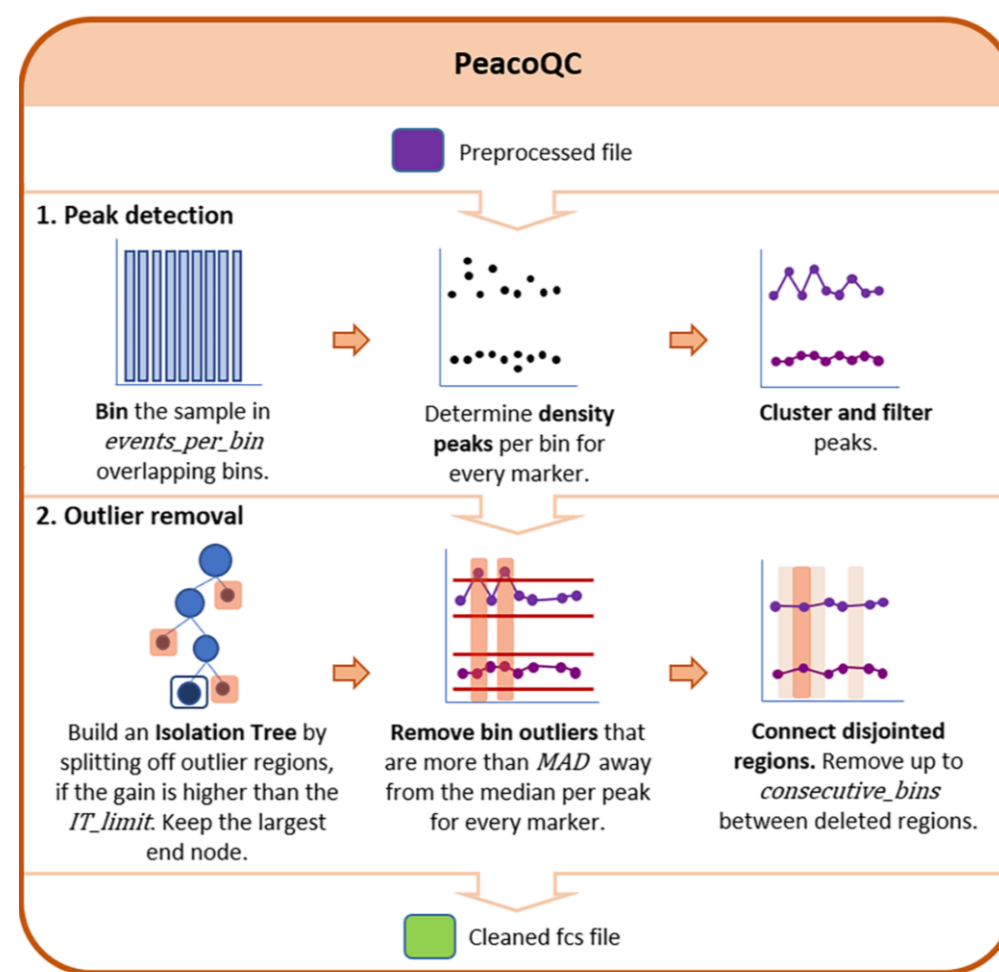 PeacoQC
Preprocessed file
1. Peak detection
Bin the sample in
events_per_bin
overlapping bins.
Determine density
peaks per bin for
every marker.
Cluster and filter
peaks.
2. Outlier removal
Build an Isolation Tree by
splitting off outlier regions,
if the gain is higher than the
IT_limit. Keep the largest
end node.
Remove bin outliers that
are more than MAD away
from the median per peak
for every marker.
Connect disjointed
regions. Remove up to
consecutive_bins
between deleted regions.
Cleaned fcs file